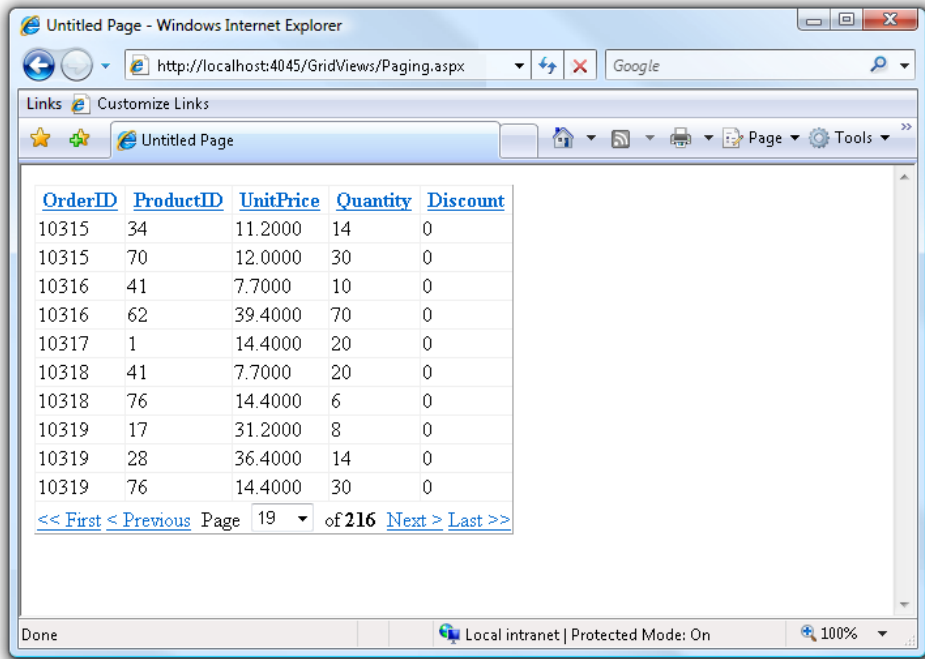 Untitled Page - Windows Internet Explorer
http://localhost:4045/GridViews/Paging.aspx Google
Links Customize Links
Untitled Page Page Tools »
OrderID ProductID UnitPrice Quantity Discount
10315 34 11.2000 14 0
10315 70 12.0000 30 0
10316 41 7.7000 10 0
10316 62 39.4000 70 0
10317 1 14.4000 20 0
10318 41 7.7000 20 0
10318 76 14.4000 6 0
10319 17 31.2000 8 0
10319 28 36.4000 14 0
10319 76 14.4000 30 0
<< First < Previous Page 19 of 216 Next > Last >>
Done Local intranet | Protected Mode: On 100%